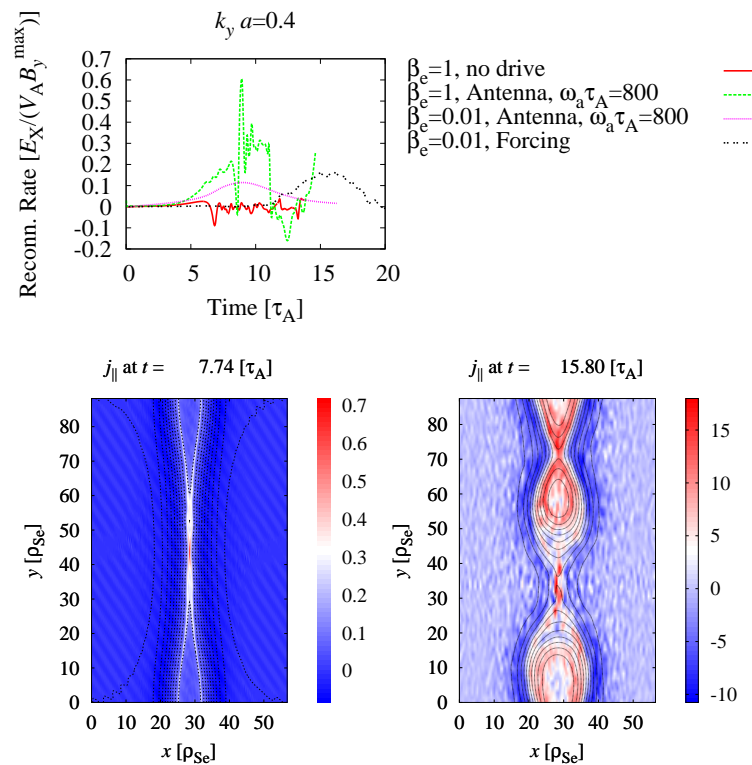 k_y a=0.4
Reconn. Rate [E_X/(V_A B_y^max)]
0.7
0.6
0.5
0.4
0.3
0.2
0.1
0
-0.1
-0.2
0 5 10 15 20
Time [τ_A]
β_e=1, no drive
β_e=1, Antenna, ω_a τ_A=800
β_e=0.01, Antenna, ω_a τ_A=800
β_e=0.01, Forcing
j_|| at t = 7.74 [τ_A]
y [ρ_Se]
80
70
60
50
40
30
20
10
0
0 10 20 30 40 50
x [ρ_Se]
0.7
0.6
0.5
0.4
0.3
0.2
0.1
0
j_|| at t = 15.80 [τ_A]
y [ρ_Se]
80
70
60
50
40
30
20
10
0
0 10 20 30 40 50
x [ρ_Se]
15
10
5
0
-5
-10